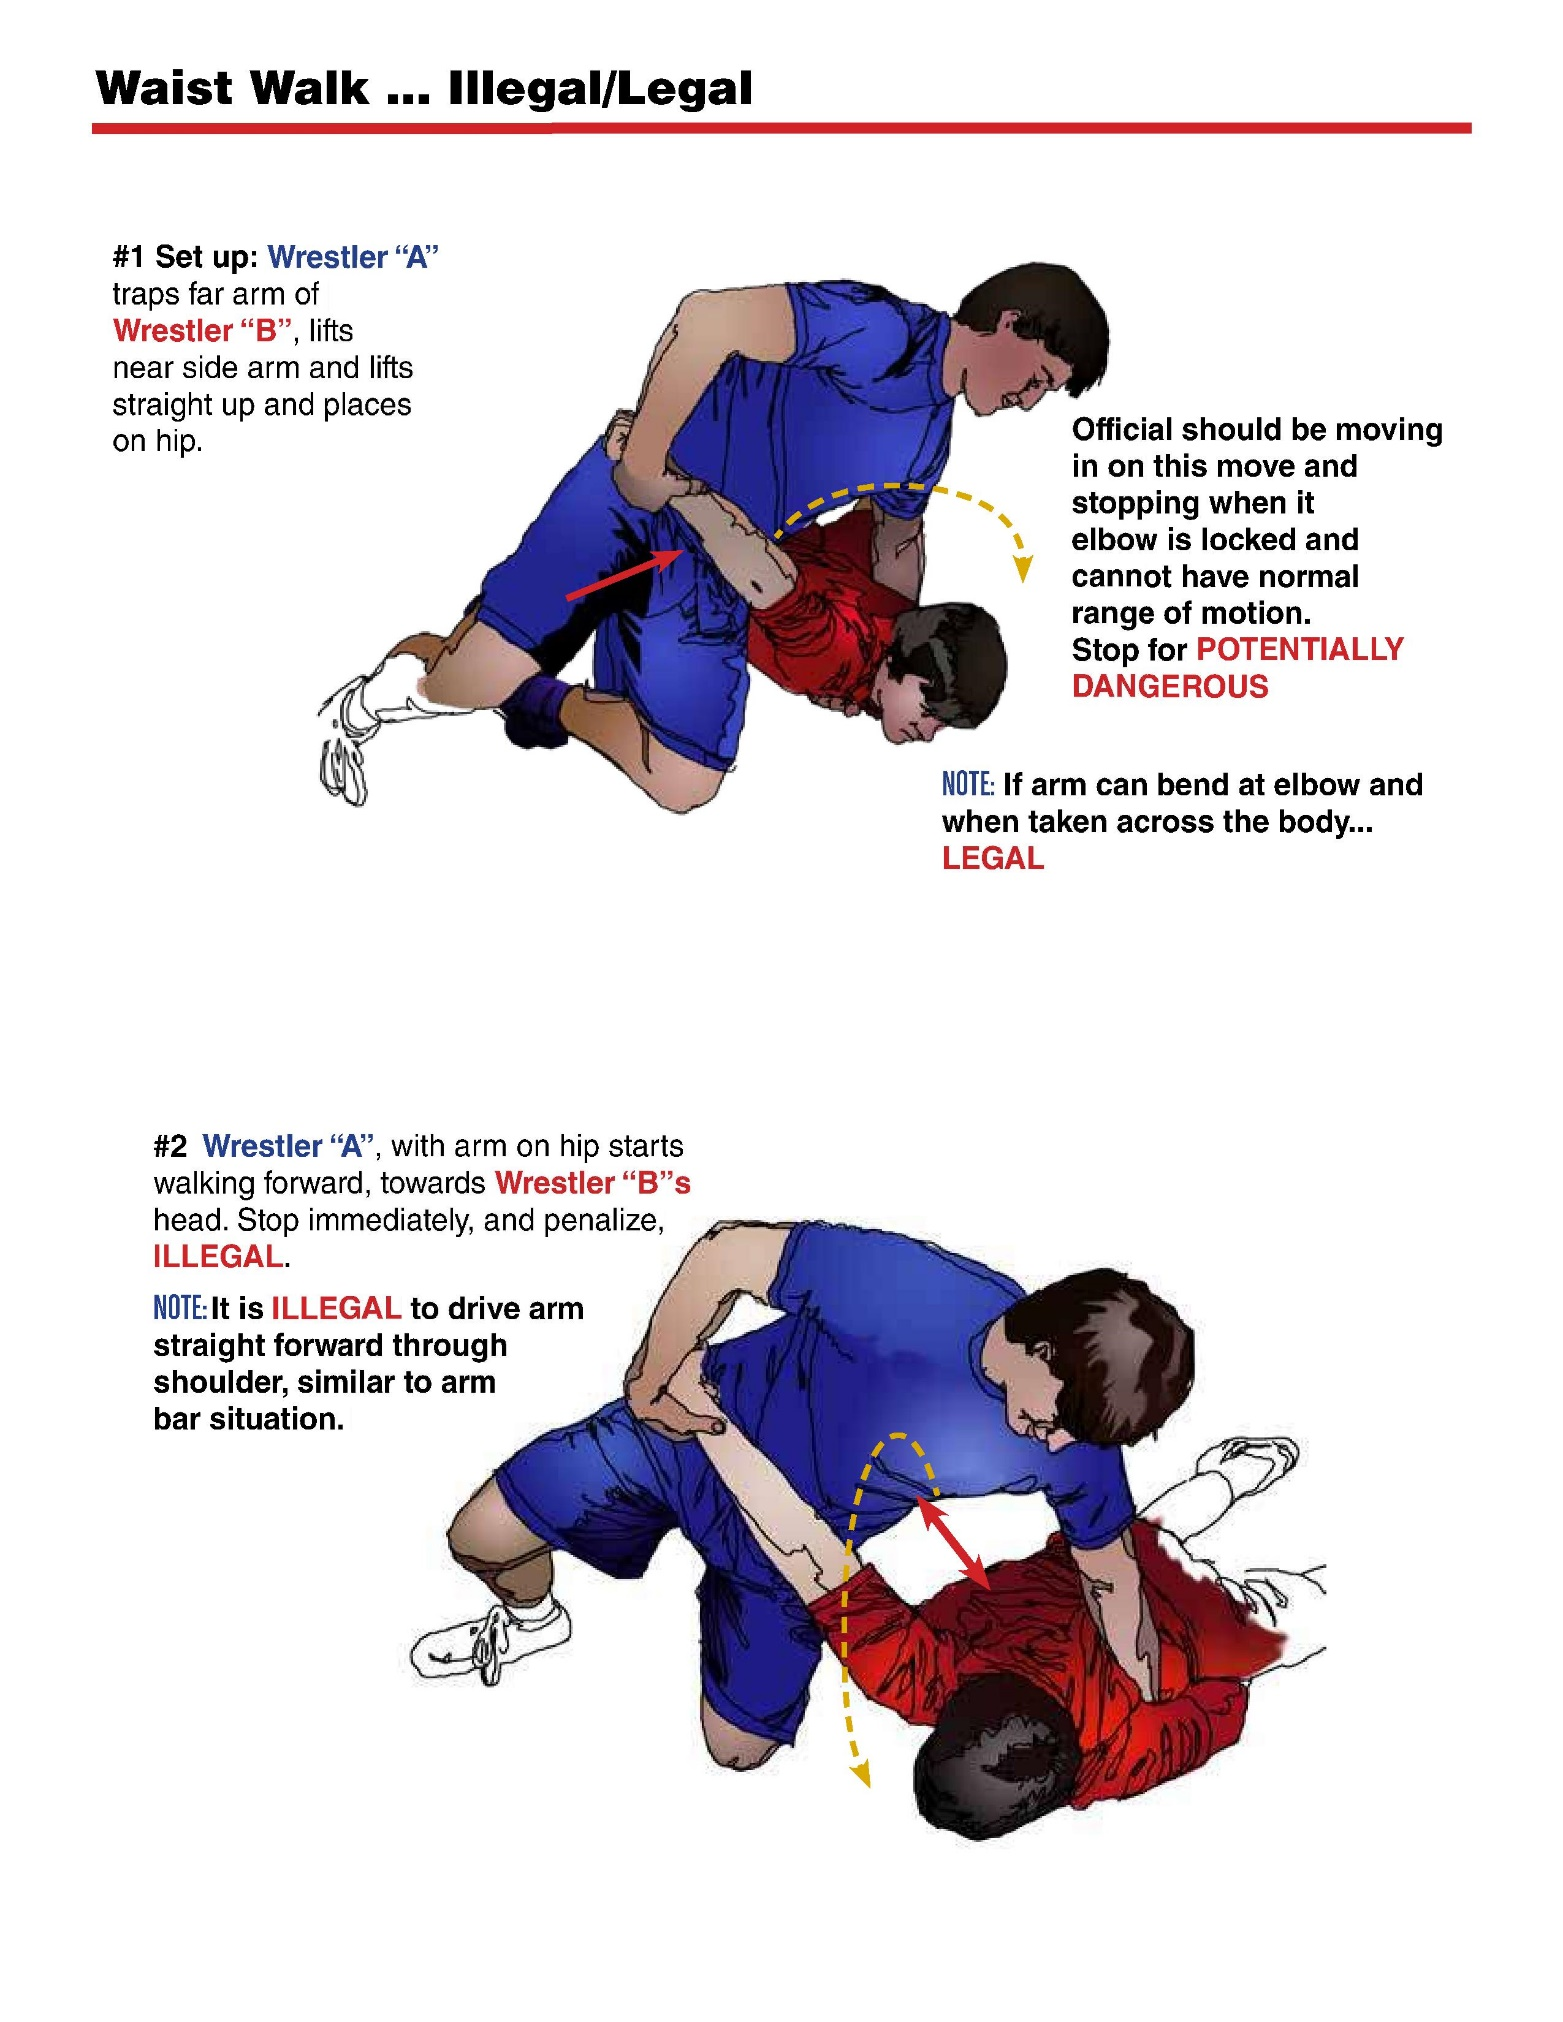 Waist Walk ... Illegal/Legal
#1 Set up: Wrestler “A”
traps far arm of
Wrestler “B”, lifts
near side arm and lifts
straight up and places
on hip.
Official should be moving
in on this move and
stopping when it
elbow is locked and
cannot have normal
range of motion.
Stop for POTENTIALLY
DANGEROUS
NOTE: If arm can bend at elbow and
when taken across the body...
LEGAL
#2 Wrestler “A”, with arm on hip starts
walking forward, towards Wrestler “B”s
head. Stop immediately, and penalize,
ILLEGAL.
NOTE: It is ILLEGAL to drive arm
straight forward through
shoulder, similar to arm
bar situation.